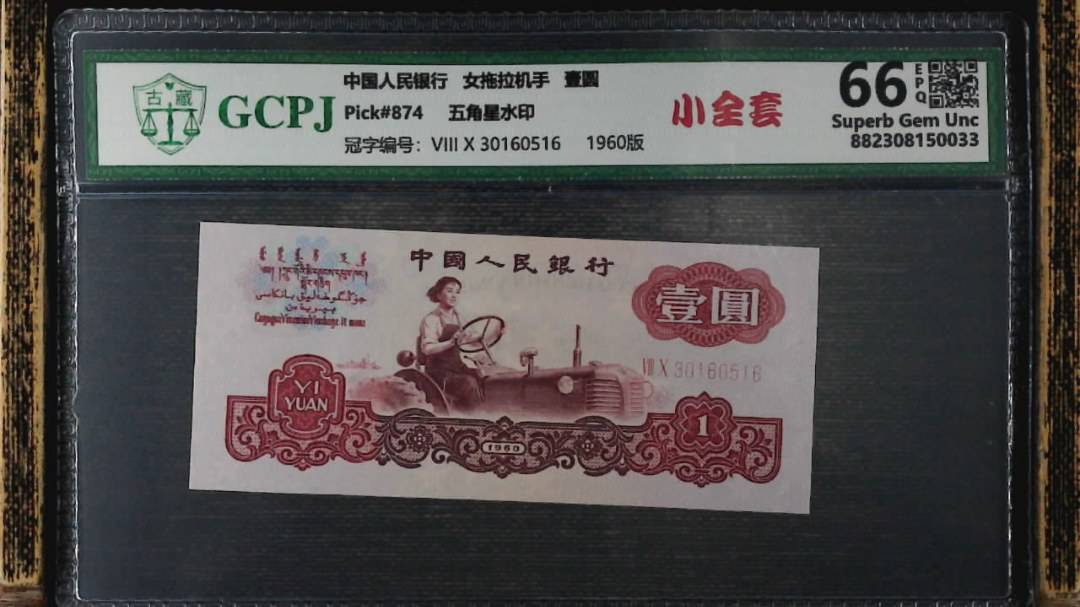 中国人民银行 女拖拉机手 壹圆
古藏
GCPJ
Pick#874 五角星水印
冠字编号: VIII X 30160516 1960版
小全套
66 EPQ
Superb Gem Unc
882308150033
中國人民銀行
壹圓
VIII X 30160516
YI
YUAN
1960
1